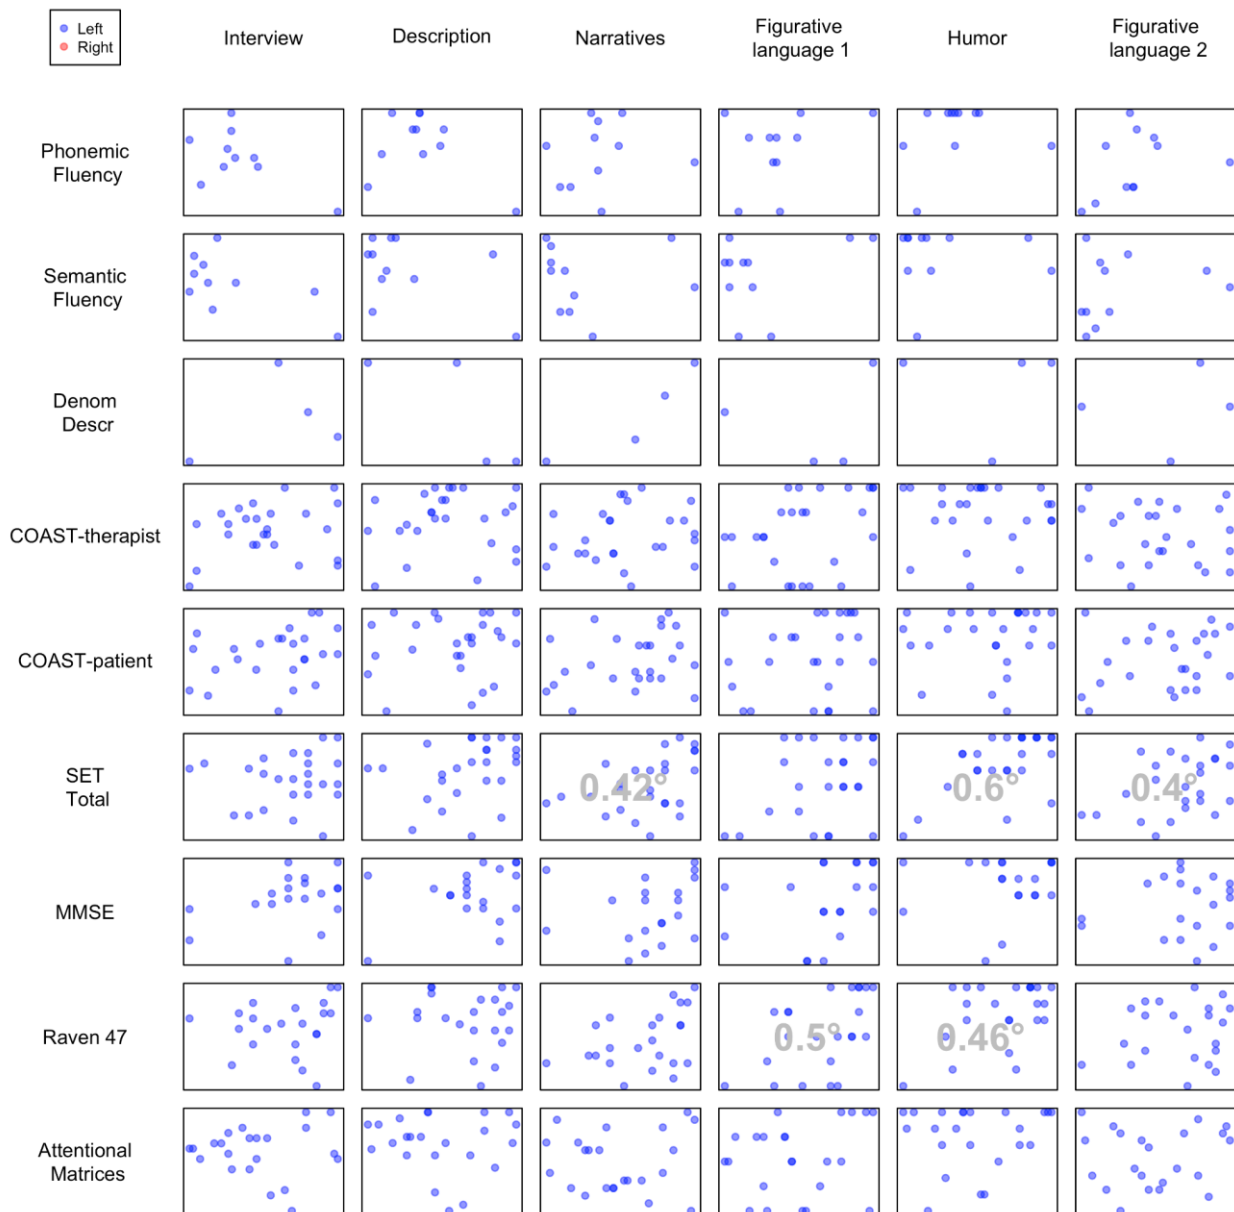 Left
Right
Interview
Description
Narratives
Figurative
language 1
Humor
Figurative
language 2
Phonemic
Fluency
Semantic
Fluency
Denom
Descr
COAST-therapist
COAST-patient
SET
Total
0.42°
0.6°
0.4°
MMSE
Raven 47
0.5°
0.46°
Attentional
Matrices